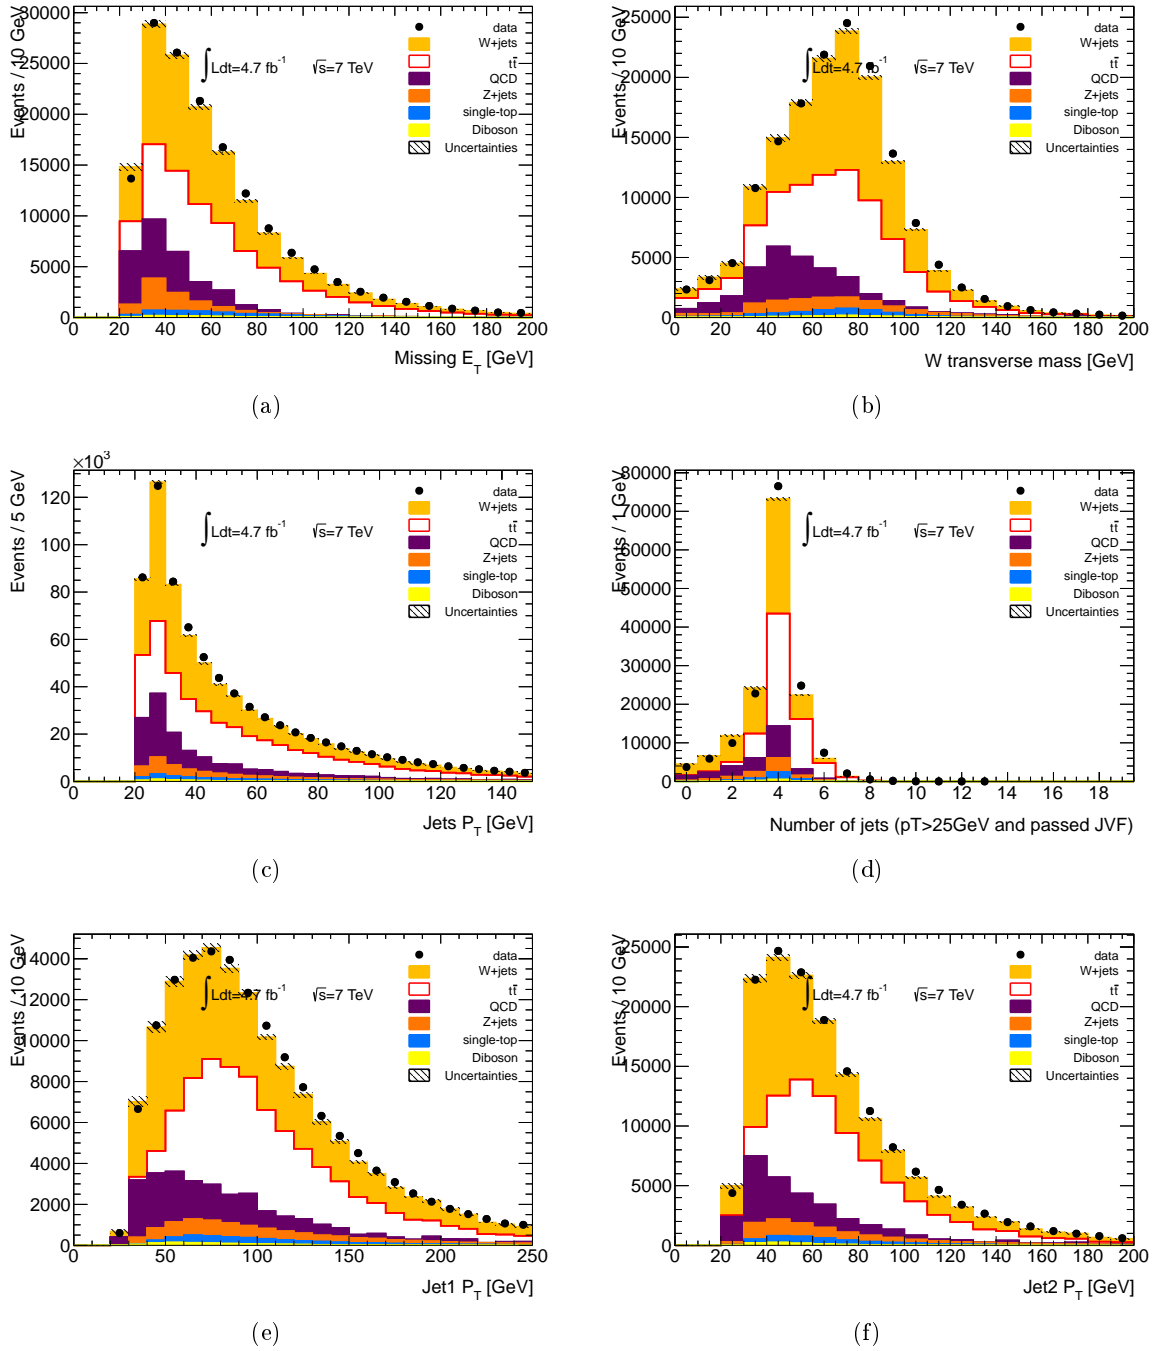 Events / 10 GeV
30000
25000
20000
15000
10000
5000
0
0 20 40 60 80 100 120 140 160 180 200
Missing E_T [GeV]
∫Ldt=4.7 fb⁻¹ √s=7 TeV
data
W+jets
tt̄
QCD
Z+jets
single-top
Diboson
Uncertainties
(a)
Events / 10 GeV
25000
20000
15000
10000
5000
0
0 20 40 60 80 100 120 140 160 180 200
W transverse mass [GeV]
∫Ldt=4.7 fb⁻¹ √s=7 TeV
data
W+jets
tt̄
QCD
Z+jets
single-top
Diboson
Uncertainties
(b)
Events / 5 GeV
×10³
120
100
80
60
40
20
0
0 20 40 60 80 100 120 140
Jets P_T [GeV]
∫Ldt=4.7 fb⁻¹ √s=7 TeV
data
W+jets
tt̄
QCD
Z+jets
single-top
Diboson
Uncertainties
(c)
Events / 1 GeV
80000
70000
60000
50000
40000
30000
20000
10000
0
0 2 4 6 8 10 12 14 16 18
Number of jets (pT>25GeV and passed JVF)
∫Ldt=4.7 fb⁻¹ √s=7 TeV
data
W+jets
tt̄
QCD
Z+jets
single-top
Diboson
Uncertainties
(d)
Events / 10 GeV
14000
12000
10000
8000
6000
4000
2000
0
0 50 100 150 200 250
Jet1 P_T [GeV]
∫Ldt=4.7 fb⁻¹ √s=7 TeV
data
W+jets
tt̄
QCD
Z+jets
single-top
Diboson
Uncertainties
(e)
Events / 10 GeV
25000
20000
15000
10000
5000
0
0 20 40 60 80 100 120 140 160 180 200
Jet2 P_T [GeV]
∫Ldt=4.7 fb⁻¹ √s=7 TeV
data
W+jets
tt̄
QCD
Z+jets
single-top
Diboson
Uncertainties
(f)